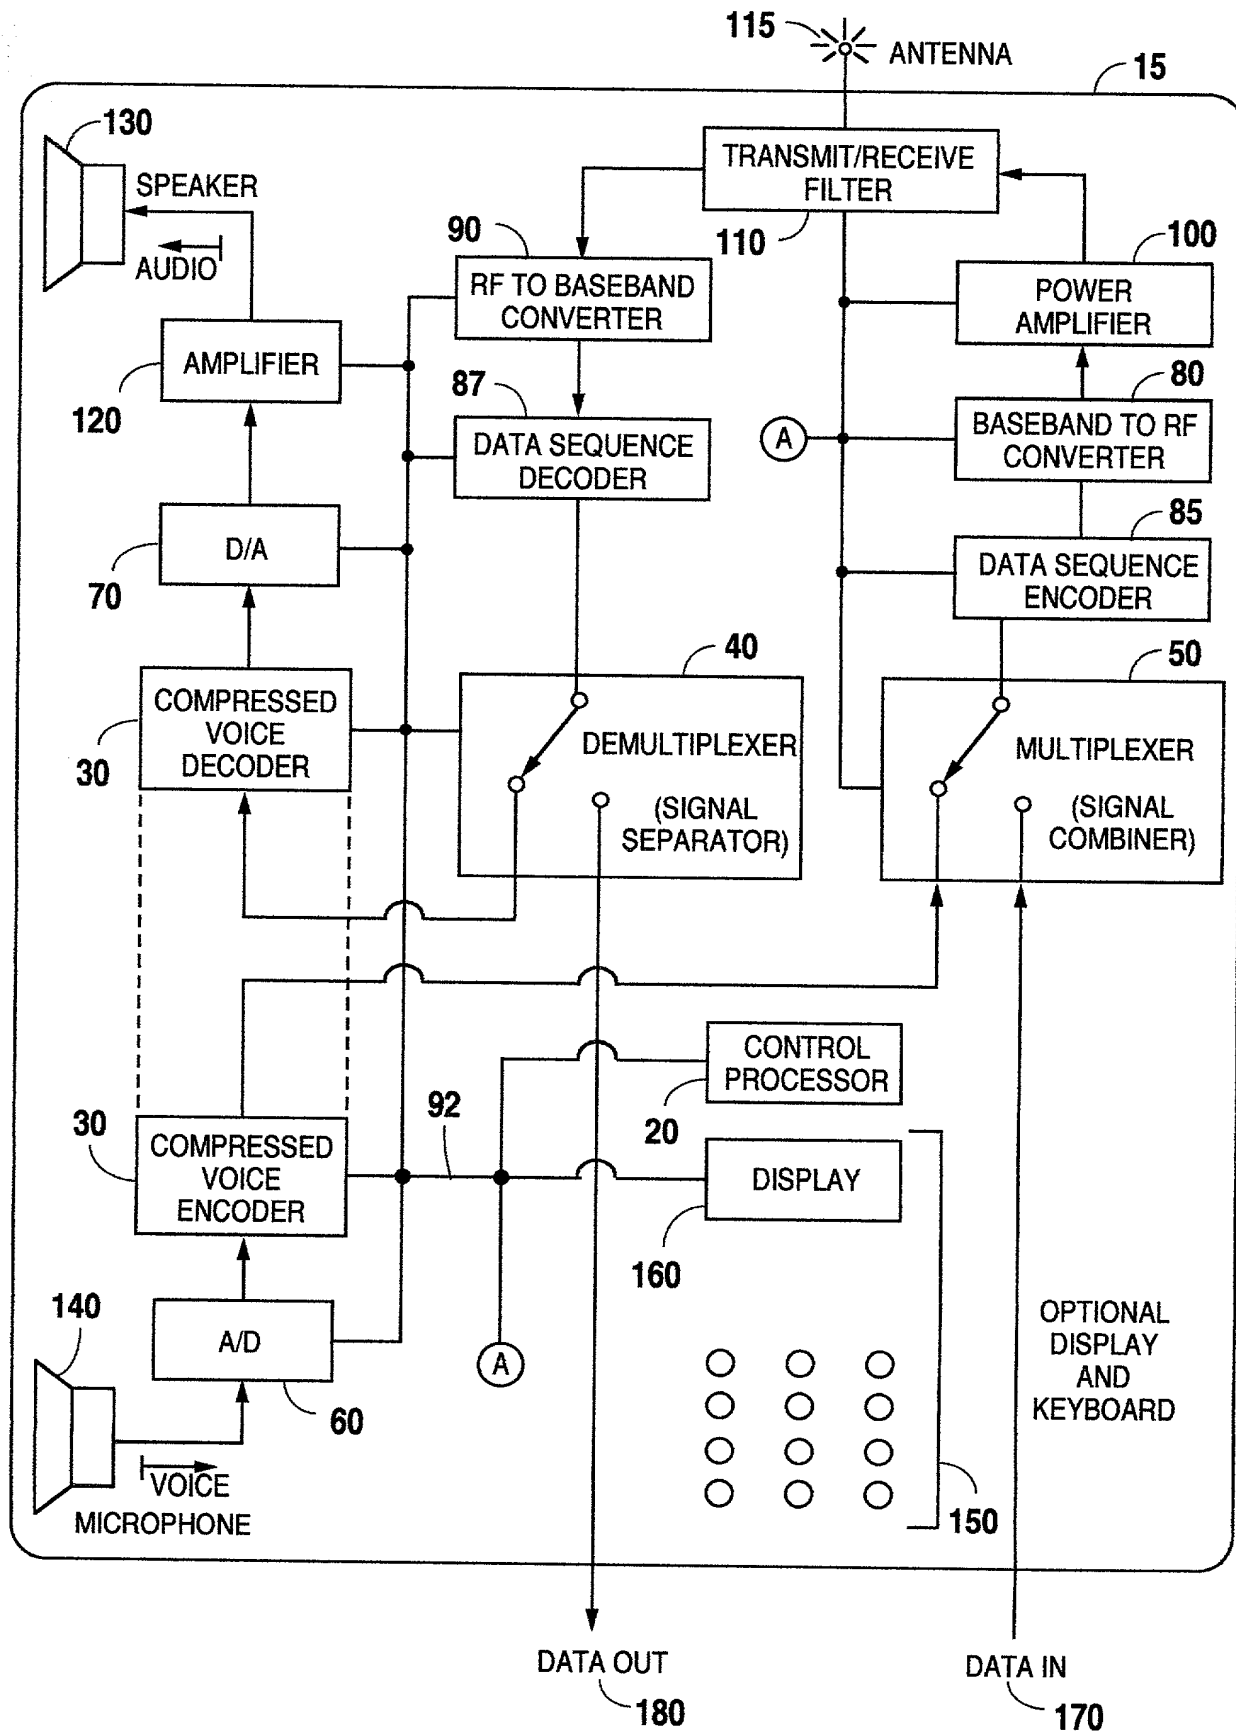 115
ANTENNA
15
130
SPEAKER
AUDIO
TRANSMIT/RECEIVE
FILTER
110
90
RF TO BASEBAND
CONVERTER
100
POWER
AMPLIFIER
AMPLIFIER
120
87
DATA SEQUENCE
DECODER
A
80
BASEBAND TO RF
CONVERTER
D/A
70
85
DATA SEQUENCE
ENCODER
COMPRESSED
VOICE
DECODER
30
40
DEMULTIPLEXER
(SIGNAL
SEPARATOR)
50
MULTIPLEXER
(SIGNAL
COMBINER)
CONTROL
PROCESSOR
20
30
COMPRESSED
VOICE
ENCODER
92
DISPLAY
160
140
A/D
60
A
OPTIONAL
DISPLAY
AND
KEYBOARD
VOICE
MICROPHONE
150
DATA OUT
180
DATA IN
170